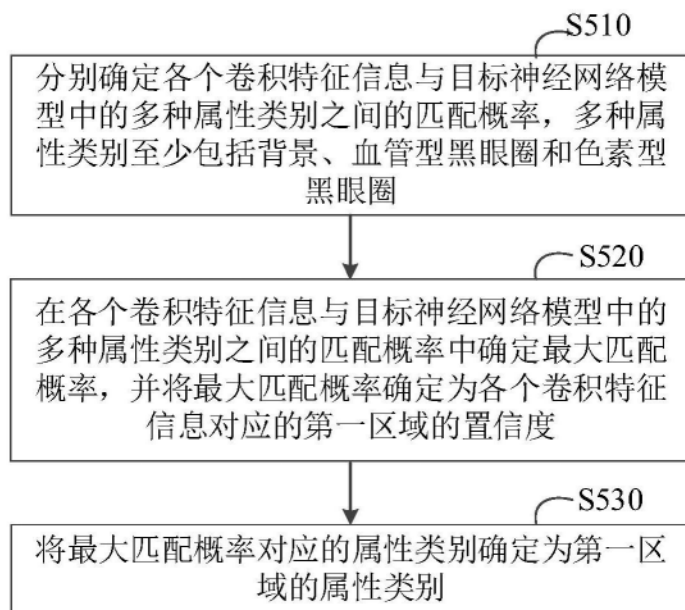 S510
分别确定各个卷积特征信息与目标神经网络模
型中的多种属性类别之间的匹配概率，多种属
性类别至少包括背景、血管型黑眼圈和色素型
黑眼圈
S520
在各个卷积特征信息与目标神经网络模型中的
多种属性类别之间的匹配概率中确定最大匹配
概率，并将最大匹配概率确定为各个卷积特征
信息对应的第一区域的置信度
S530
将最大匹配概率对应的属性类别确定为第一区
域的属性类别